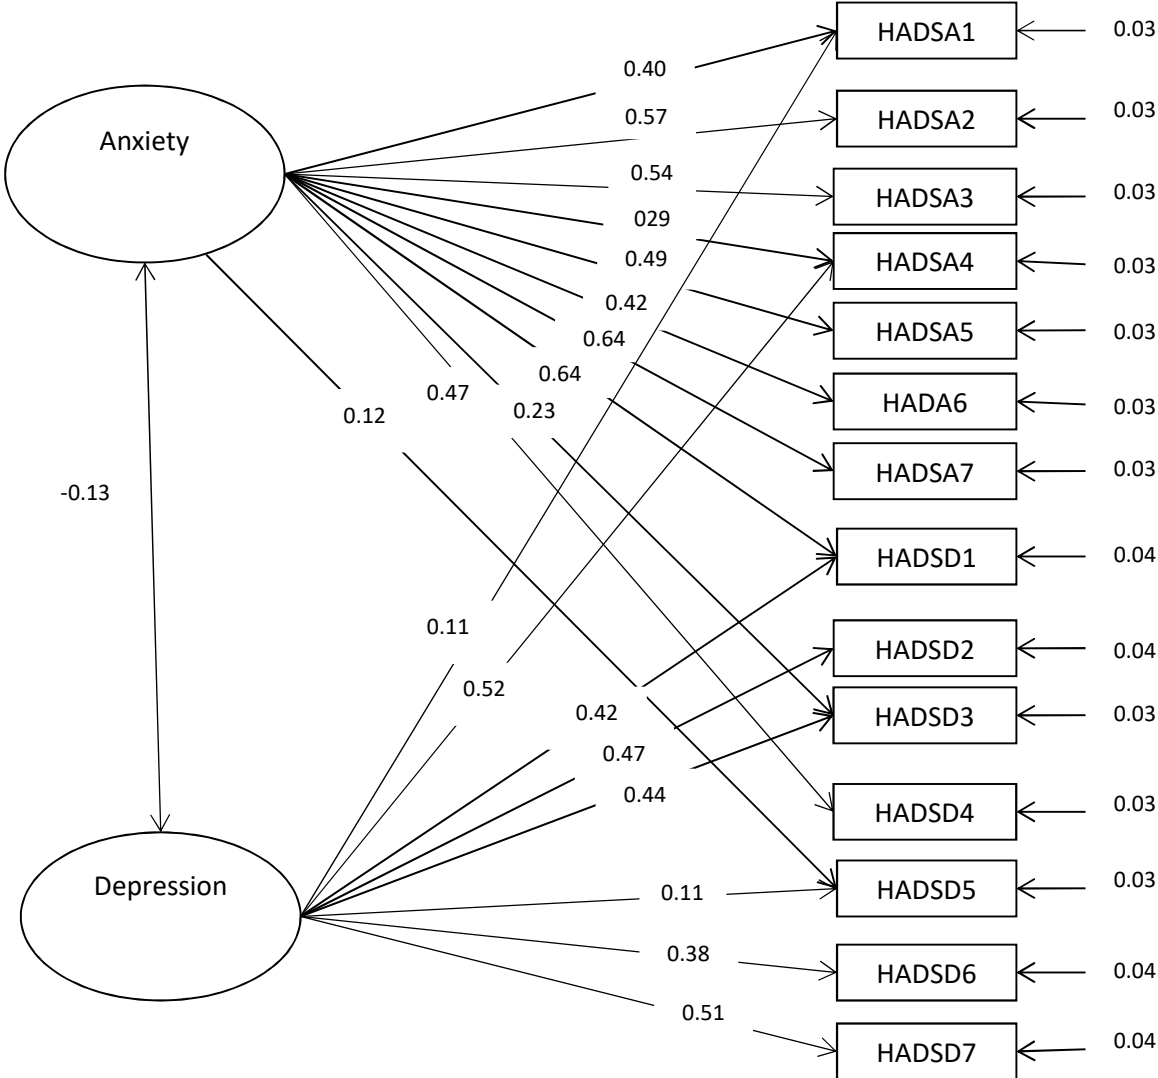 HADSA1
0.03
0.40
HADSA2
0.03
0.57
Anxiety
0.54
HADSA3
0.03
029
0.49
HADSA4
0.03
0.42
HADSA5
0.03
0.64
0.64
0.47
0.23
0.12
HADA6
0.03
HADSA7
0.03
-0.13
HADSD1
0.04
0.11
HADSD2
0.04
0.52
0.42
HADSD3
0.03
0.47
0.44
HADSD4
0.03
Depression
0.11
HADSD5
0.03
0.38
HADSD6
0.04
0.51
HADSD7
0.04